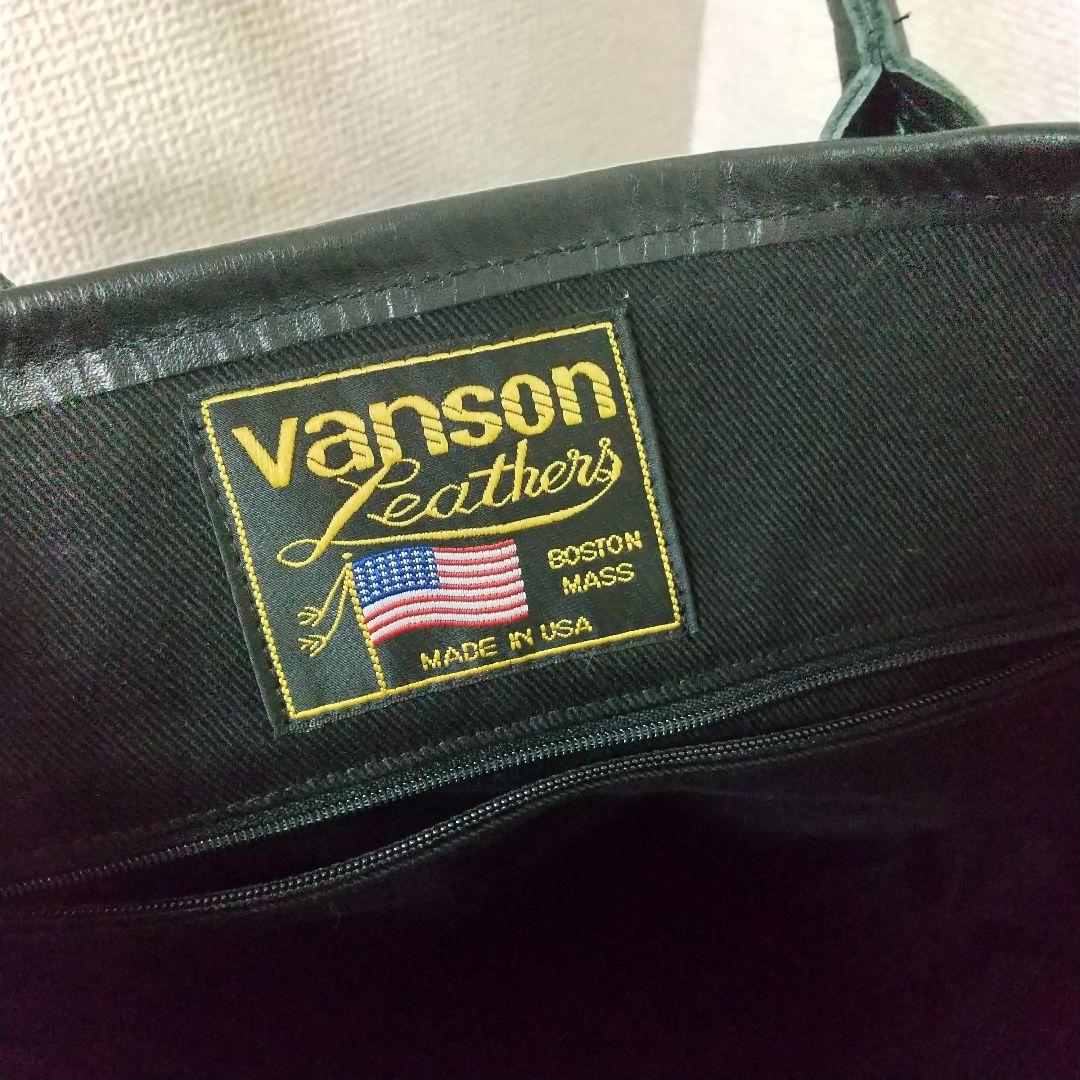 vanson
Leathers
BOSTON
MASS
MADE IN USA